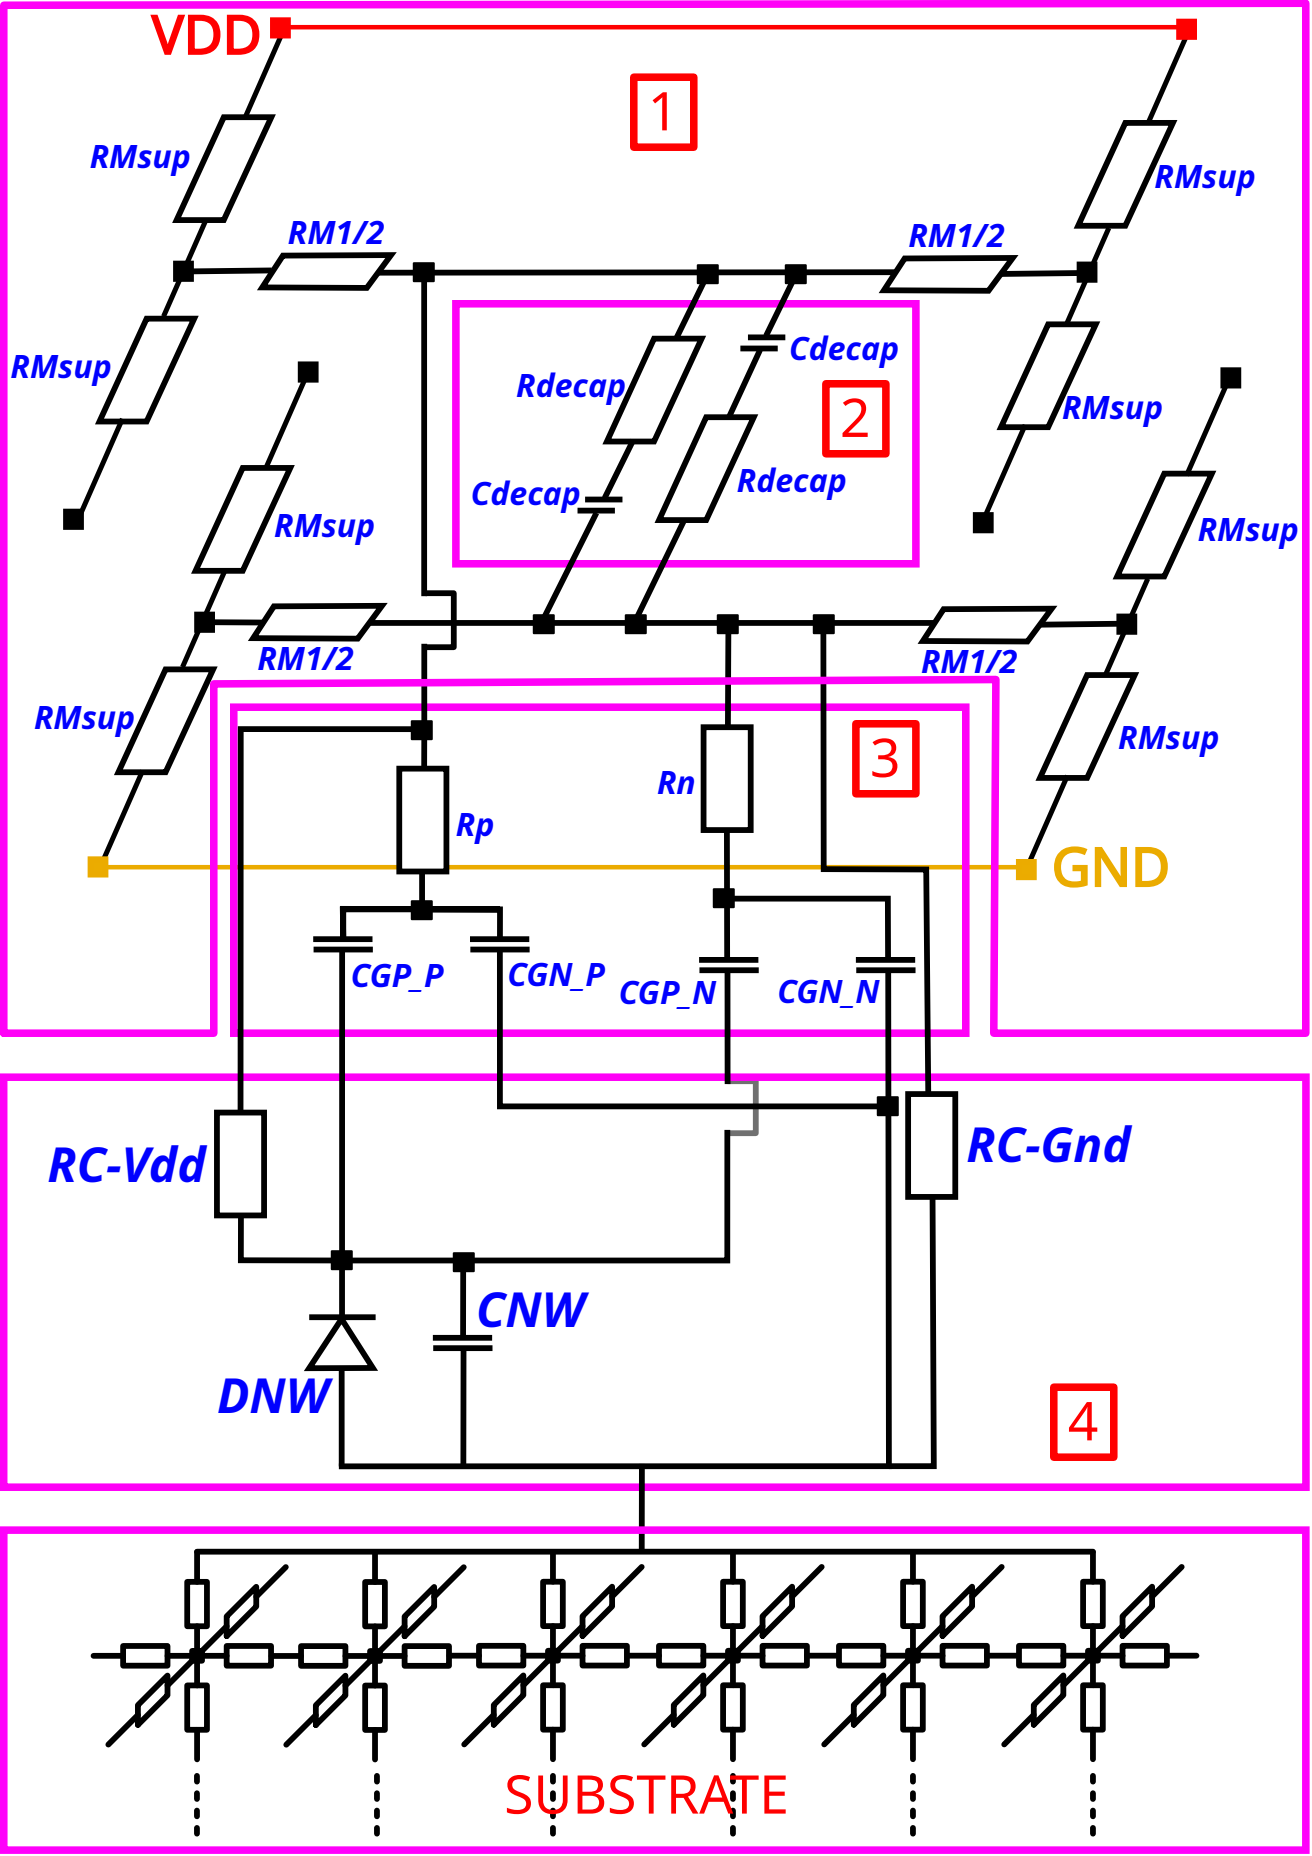 VDD
1
RMsup
RMsup
RM1/2
RM1/2
Cdecap
RMsup
Rdecap
RMsup
2
Rdecap
Cdecap
RMsup
RMsup
RM1/2
RM1/2
RMsup
RMsup
3
Rn
Rp
GND
CGP_P
CGN_P
CGP_N
CGN_N
RC-Vdd
RC-Gnd
CNW
DNW
4
SUBSTRATE